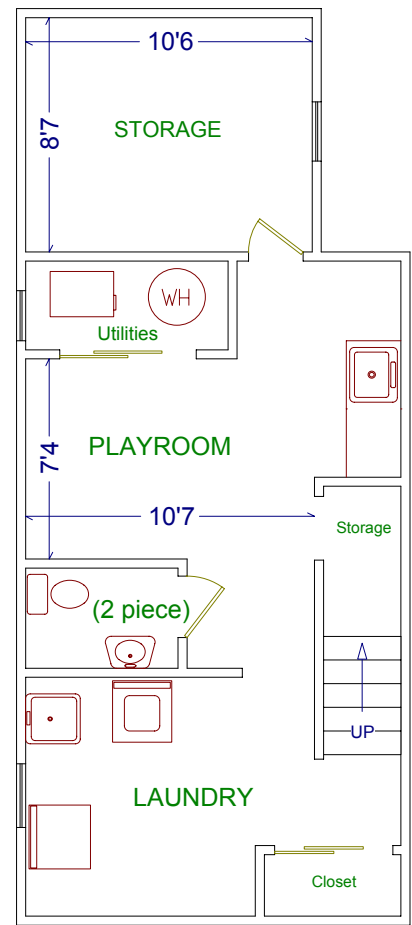 10'6
8'7
STORAGE
WH
Utilities
7'4
PLAYROOM
10'7
Storage
(2 piece)
UP
LAUNDRY
Closet